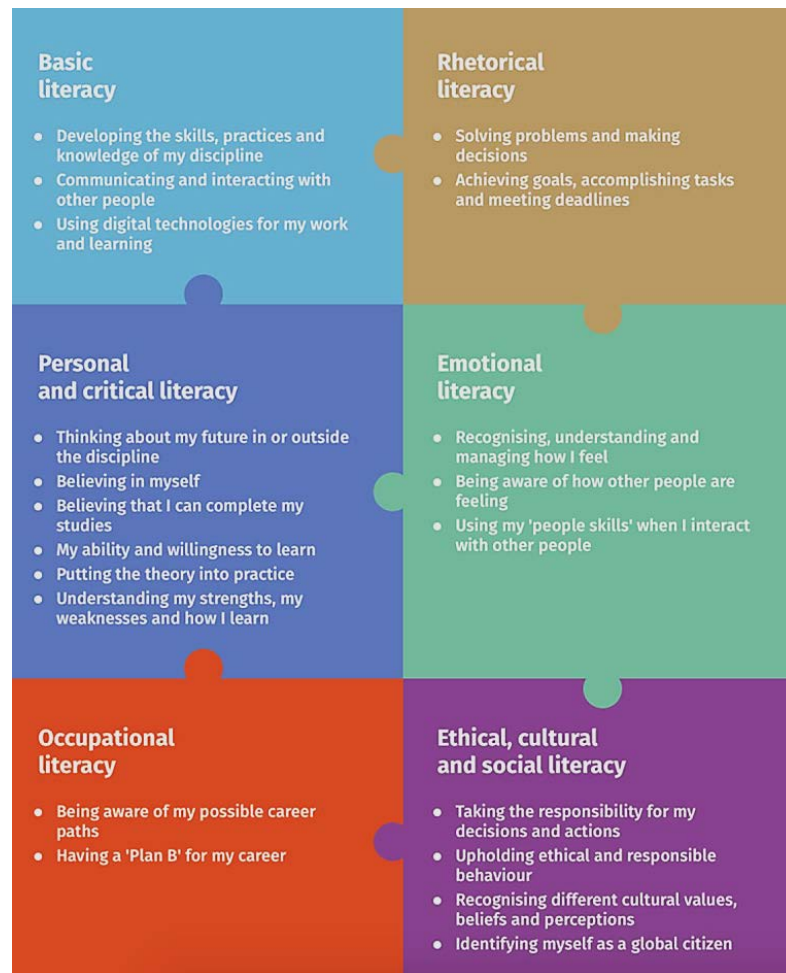 Basic
literacy
• Developing the skills, practices and
knowledge of my discipline
• Communicating and interacting with
other people
• Using digital technologies for my work
and learning
Rhetorical
literacy
• Solving problems and making
decisions
• Achieving goals, accomplishing tasks
and meeting deadlines
Personal
and critical literacy
• Thinking about my future in or outside
the discipline
• Believing in myself
• Believing that I can complete my
studies
• My ability and willingness to learn
• Putting the theory into practice
• Understanding my strengths, my
weaknesses and how I learn
Emotional
literacy
• Recognising, understanding and
managing how I feel
• Being aware of how other people are
feeling
• Using my 'people skills' when I interact
with other people
Occupational
literacy
• Being aware of my possible career
paths
• Having a 'Plan B' for my career
Ethical, cultural
and social literacy
• Taking the responsibility for my
decisions and actions
• Upholding ethical and responsible
behaviour
• Recognising different cultural values,
beliefs and perceptions
• Identifying myself as a global citizen